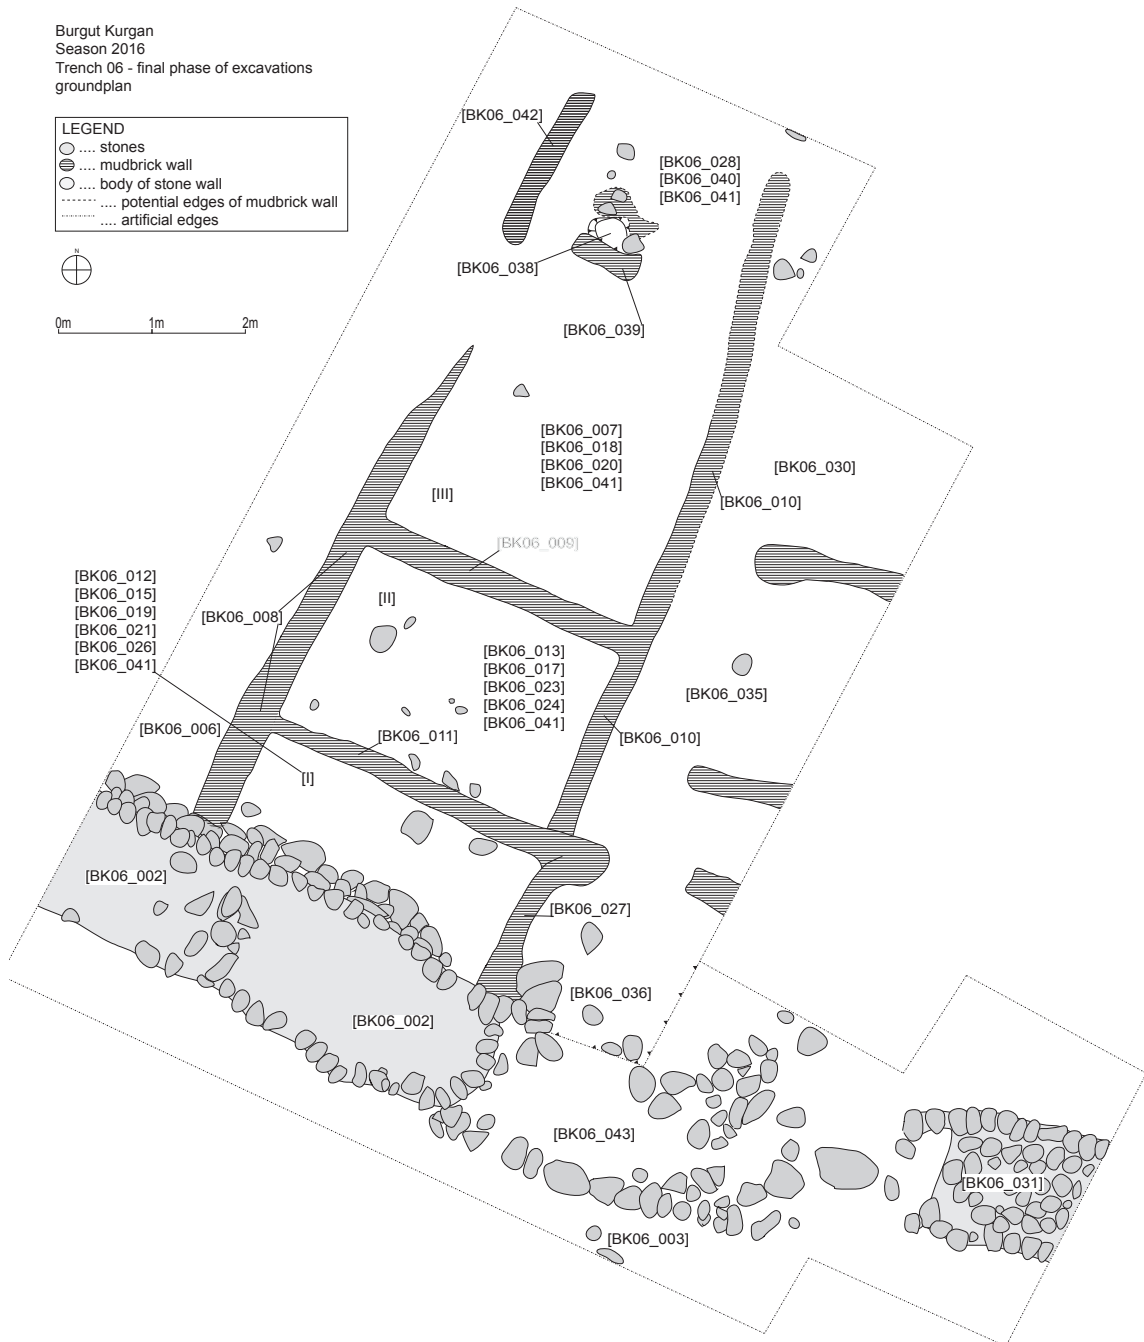 Burgut Kurgan
Season 2016
Trench 06 - final phase of excavations
groundplan
LEGEND
.... stones
.... mudbrick wall
.... body of stone wall
.... potential edges of mudbrick wall
.... artificial edges
N
0m 1m 2m
[BK06_042]
[BK06_028]
[BK06_040]
[BK06_041]
[BK06_038]
[BK06_039]
[BK06_007]
[BK06_018]
[BK06_020]
[BK06_041]
[BK06_030]
[III]
[BK06_010]
[BK06_009]
[BK06_012]
[BK06_015]
[BK06_019]
[BK06_021]
[BK06_026]
[BK06_041]
[BK06_008]
[II]
[BK06_013]
[BK06_017]
[BK06_023]
[BK06_024]
[BK06_041]
[BK06_035]
[BK06_006]
[BK06_011]
[BK06_010]
[I]
[BK06_002]
[BK06_027]
[BK06_036]
[BK06_002]
[BK06_043]
[BK06_031]
[BK06_003]